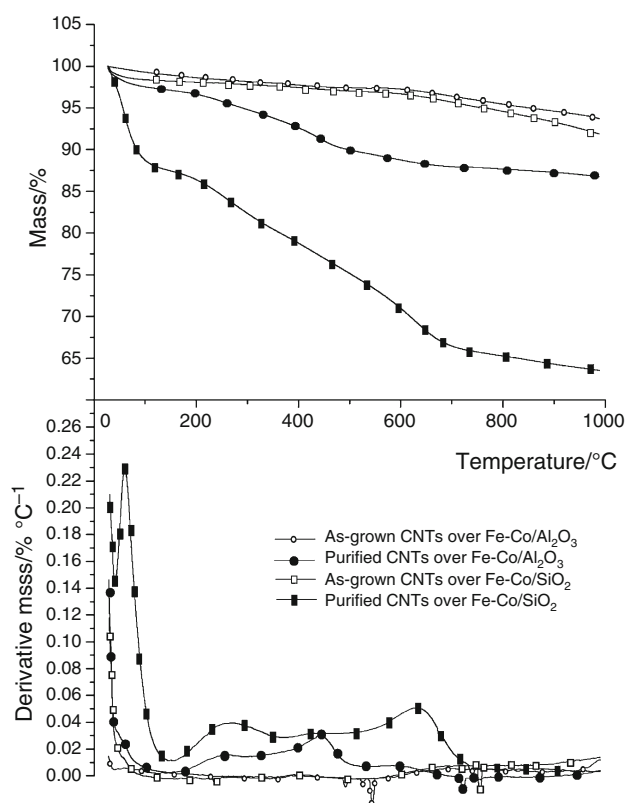 105
100
95
90
85
80
75
70
65
Mass/%
0 200 400 600 800 1000
Temperature/°C
0.26
0.24
0.22
0.20
0.18
0.16
0.14
0.12
0.10
0.08
0.06
0.04
0.02
0.00
Derivative msss/% °C⁻¹
As-grown CNTs over Fe-Co/Al₂O₃
Purified CNTs over Fe-Co/Al₂O₃
As-grown CNTs over Fe-Co/SiO₂
Purified CNTs over Fe-Co/SiO₂